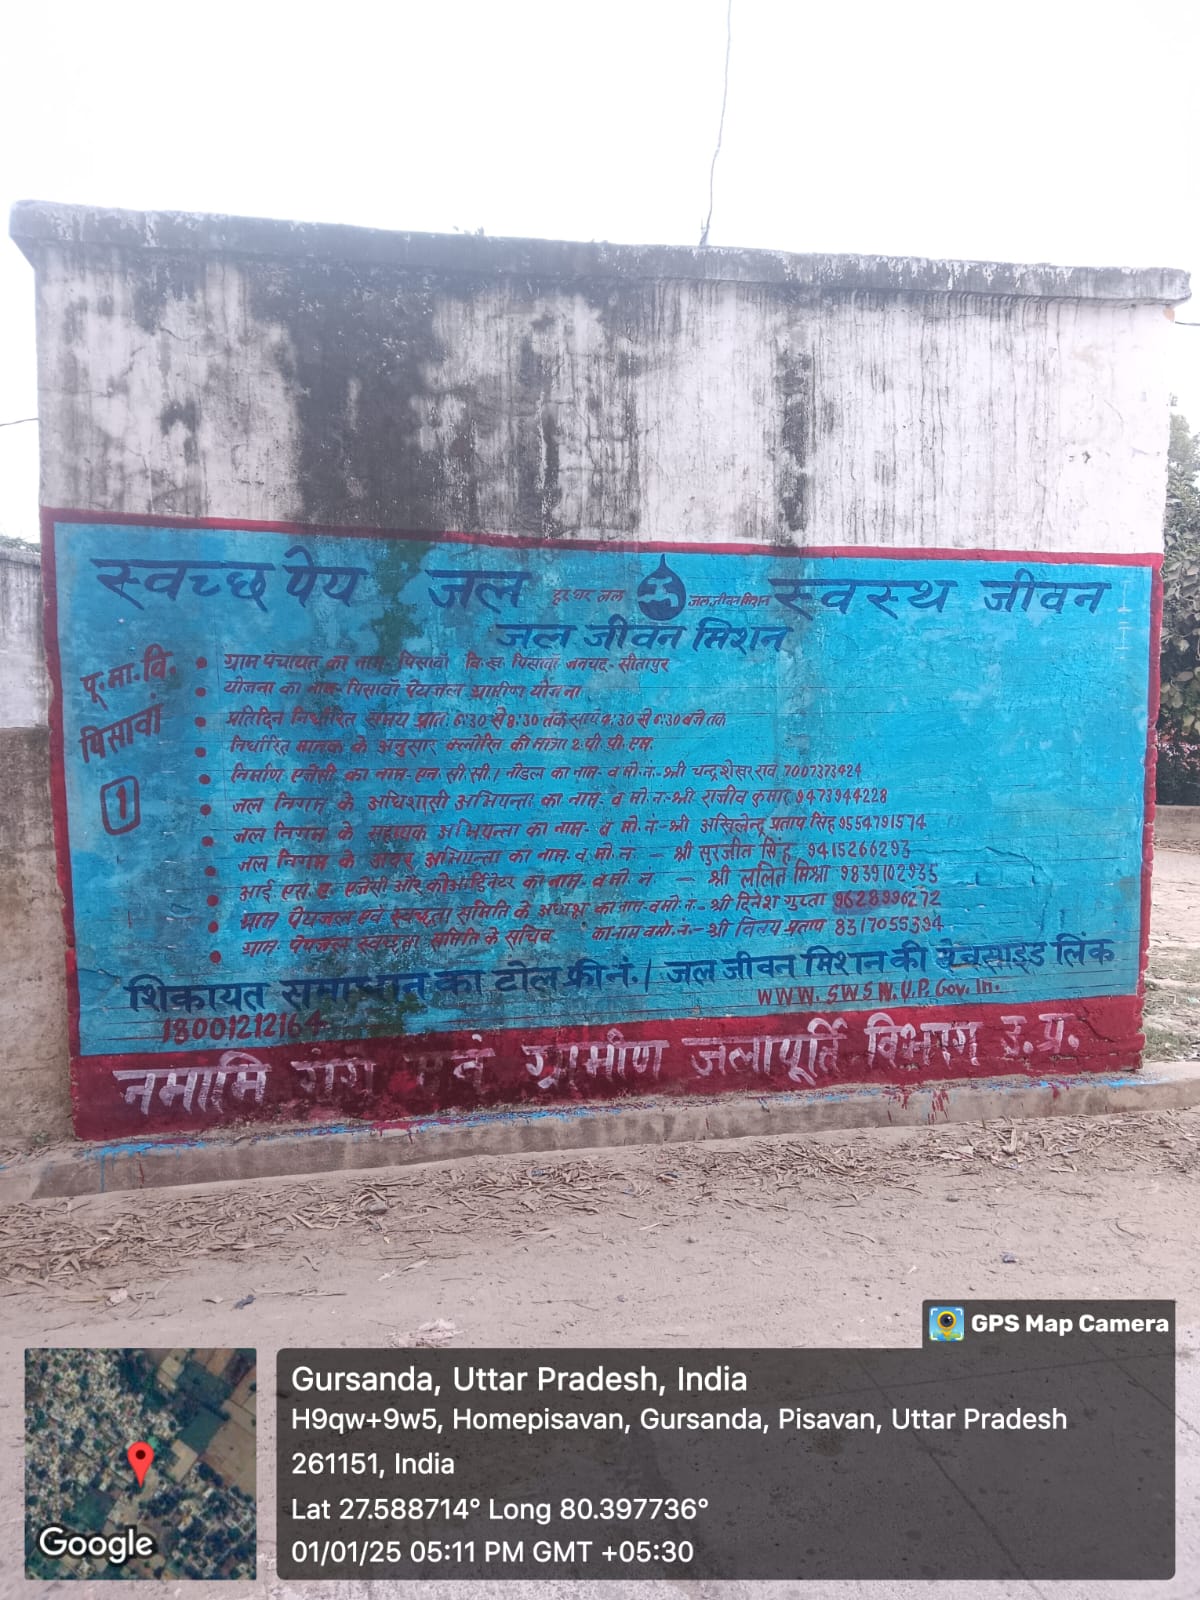 स्वच्छ पेय जल हर घर जल जल जीवन मिशन स्वस्थ जीवन
जल जीवन मिशन
पू.मा.वि.
पिसावां
1
• ग्राम पंचायत का नाम- पिसावां वि.ख. पिसावा जनपद- सीतापुर
• योजना का नाम- पिसावाँ पेयजल ग्रामीण योजना
• प्रतिदिन निर्धारित समय प्रातः 6:30 से 8:30 तक सायं 4:30 से 6:30 बजे तक
• निर्धारित मानक के अनुसार क्लोरिन की मात्रा 2 पी पी एम.
• निर्माण एजेंसी का नाम- एन. सी. सी. / नोडल का नाम- व मो.नं.- श्री चन्द्रशेखर राव 7007373424
• जल निगम के अधिशासी अभियन्ता का नाम- व मो.नं- श्री राजीव कुमार 9473944228
• जल निगम के सहायक अभियन्ता का नाम- व मो. नं- श्री अखिलेन्द्र प्रताप सिंह 9554791574
जल निगम के अवर अभियन्ता का नाम- व. मो. न. - श्री सुरजीत सिंह 9415266293
• आई एस ए. एजेंसी और कोआर्डिनेटर का नाम- व मो. न. - श्री ललित मिश्रा 9839102935
• ग्राम पेयजल एवं स्वच्छता समिति के अध्यक्ष का नाम- व मो.नं- श्री दिनेश गुप्ता 9628996272
• ग्राम. पेयजल स्वच्छता समिति के सचिव का नाम व मो.नं.- श्री विनय प्रताप 8317055394
शिकायत समाधान का टोल फ्री नं. / जल जीवन मिशन की वेबसाइड लिंक
18001212164 WWW.SWSW.U.P.Gov.In.
नमामि गंगे एवं ग्रामीण जलापूर्ति विभाग उ.प्र.
GPS Map Camera
Gursanda, Uttar Pradesh, India
H9qw+9w5, Homepisavan, Gursanda, Pisavan, Uttar Pradesh
261151, India
Lat 27.588714° Long 80.397736°
01/01/25 05:11 PM GMT +05:30
Google